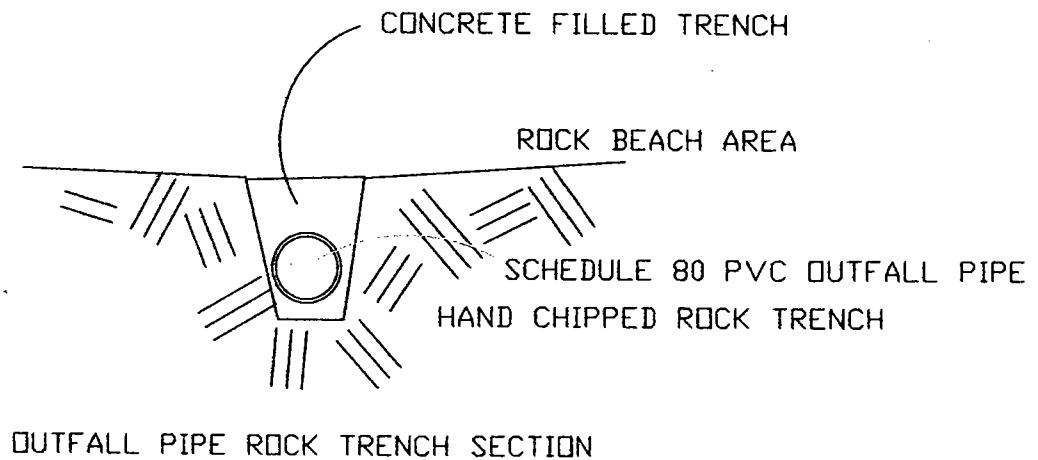 CONCRETE FILLED TRENCH
ROCK BEACH AREA
SCHEDULE 80 PVC OUTFALL PIPE
HAND CHIPPED ROCK TRENCH
OUTFALL PIPE ROCK TRENCH SECTION